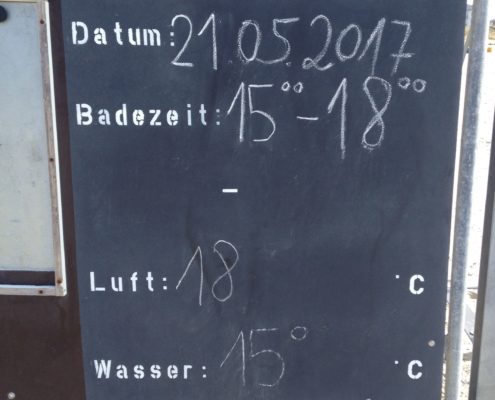 Datum: 21.05.2017
Badezeit: 15°° - 18°°
-
Luft: 18 °C
Wasser: 15° °C